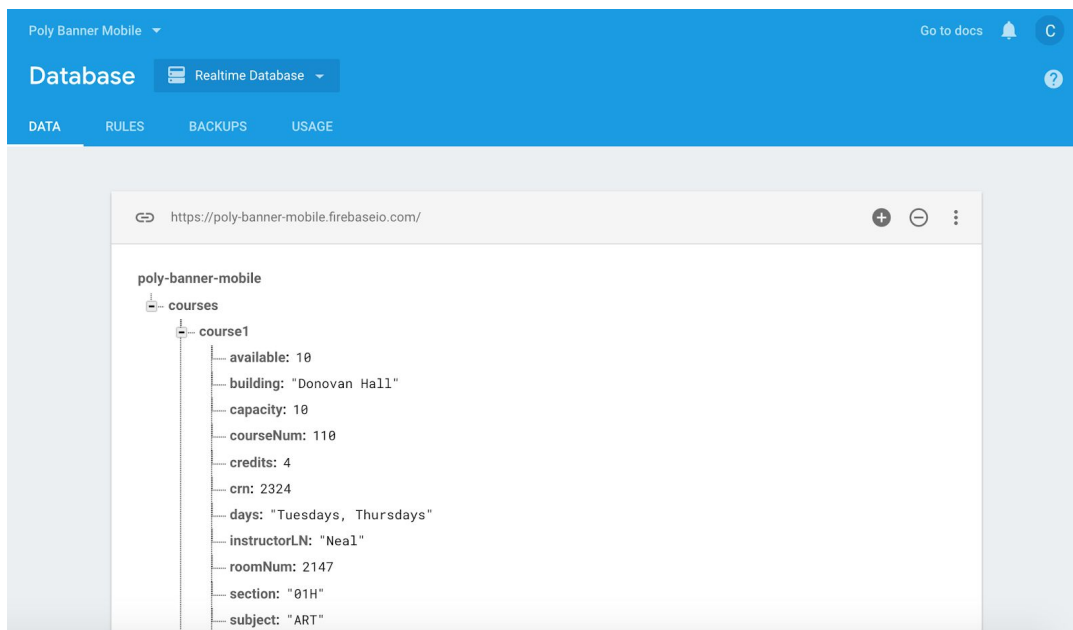 Poly Banner Mobile Go to docs C
Database Realtime Database ?
DATA RULES BACKUPS USAGE
https://poly-banner-mobile.firebaseio.com/
poly-banner-mobile
courses
course1
available: 10
building: "Donovan Hall"
capacity: 10
courseNum: 110
credits: 4
crn: 2324
days: "Tuesdays, Thursdays"
instructorLN: "Neal"
roomNum: 2147
section: "01H"
subject: "ART"